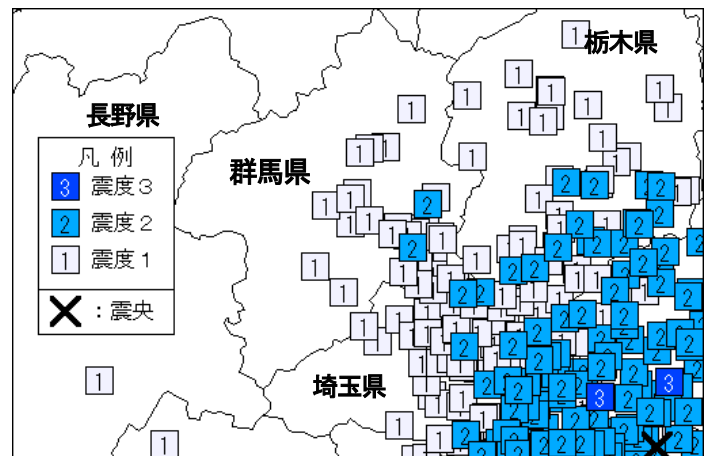 栃木県
長野県
群馬県
埼玉県
凡 例
3 震度3
2 震度2
1 震度1
：震央